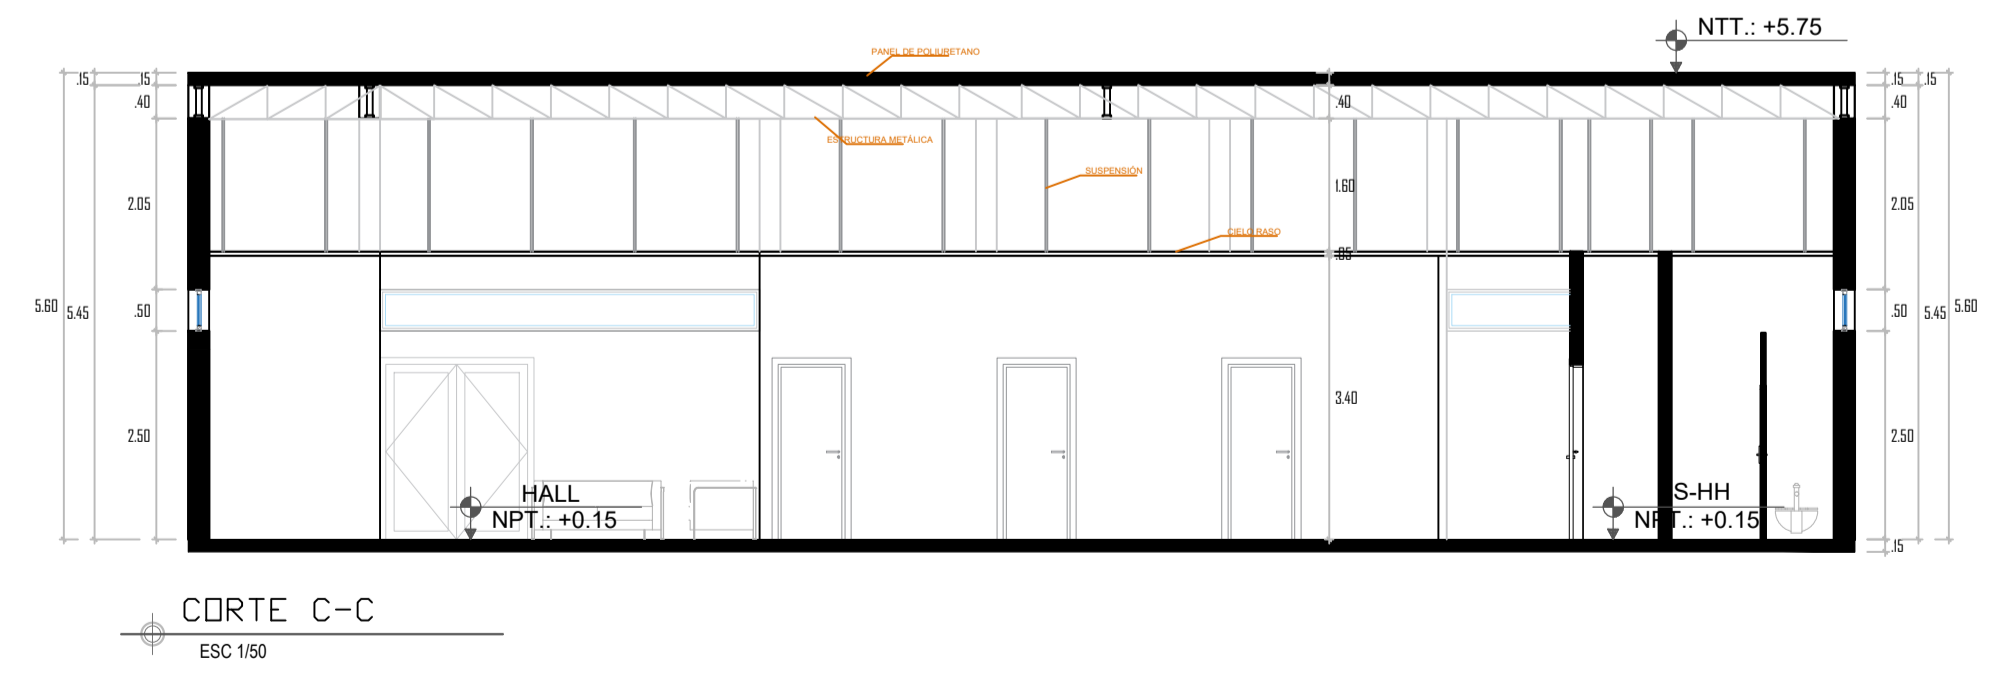 NTT.: +5.75
PANEL DE POLIURETANO
.15 .15 .15 .15
.40 .40 .40
ESTRUCTURA METÁLICA
SUSPENSIÓN
1.60
2.05 2.05
CIELO RASO
.05
5.60 5.45 .50 .50 5.45 5.60
3.40
2.50 2.50
HALL
NPT.: +0.15
S-HH
NPT.: +0.15
.15
CORTE C-C
ESC 1/50